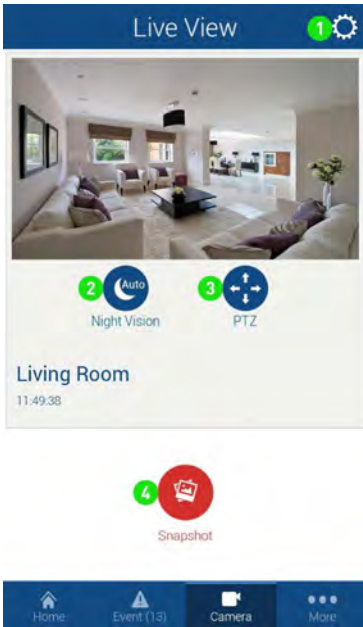 Live View
1
Auto
2
3
Night Vision
PTZ
Living Room
11:49:38
4
Snapshot
Home
Event (13)
Camera
More